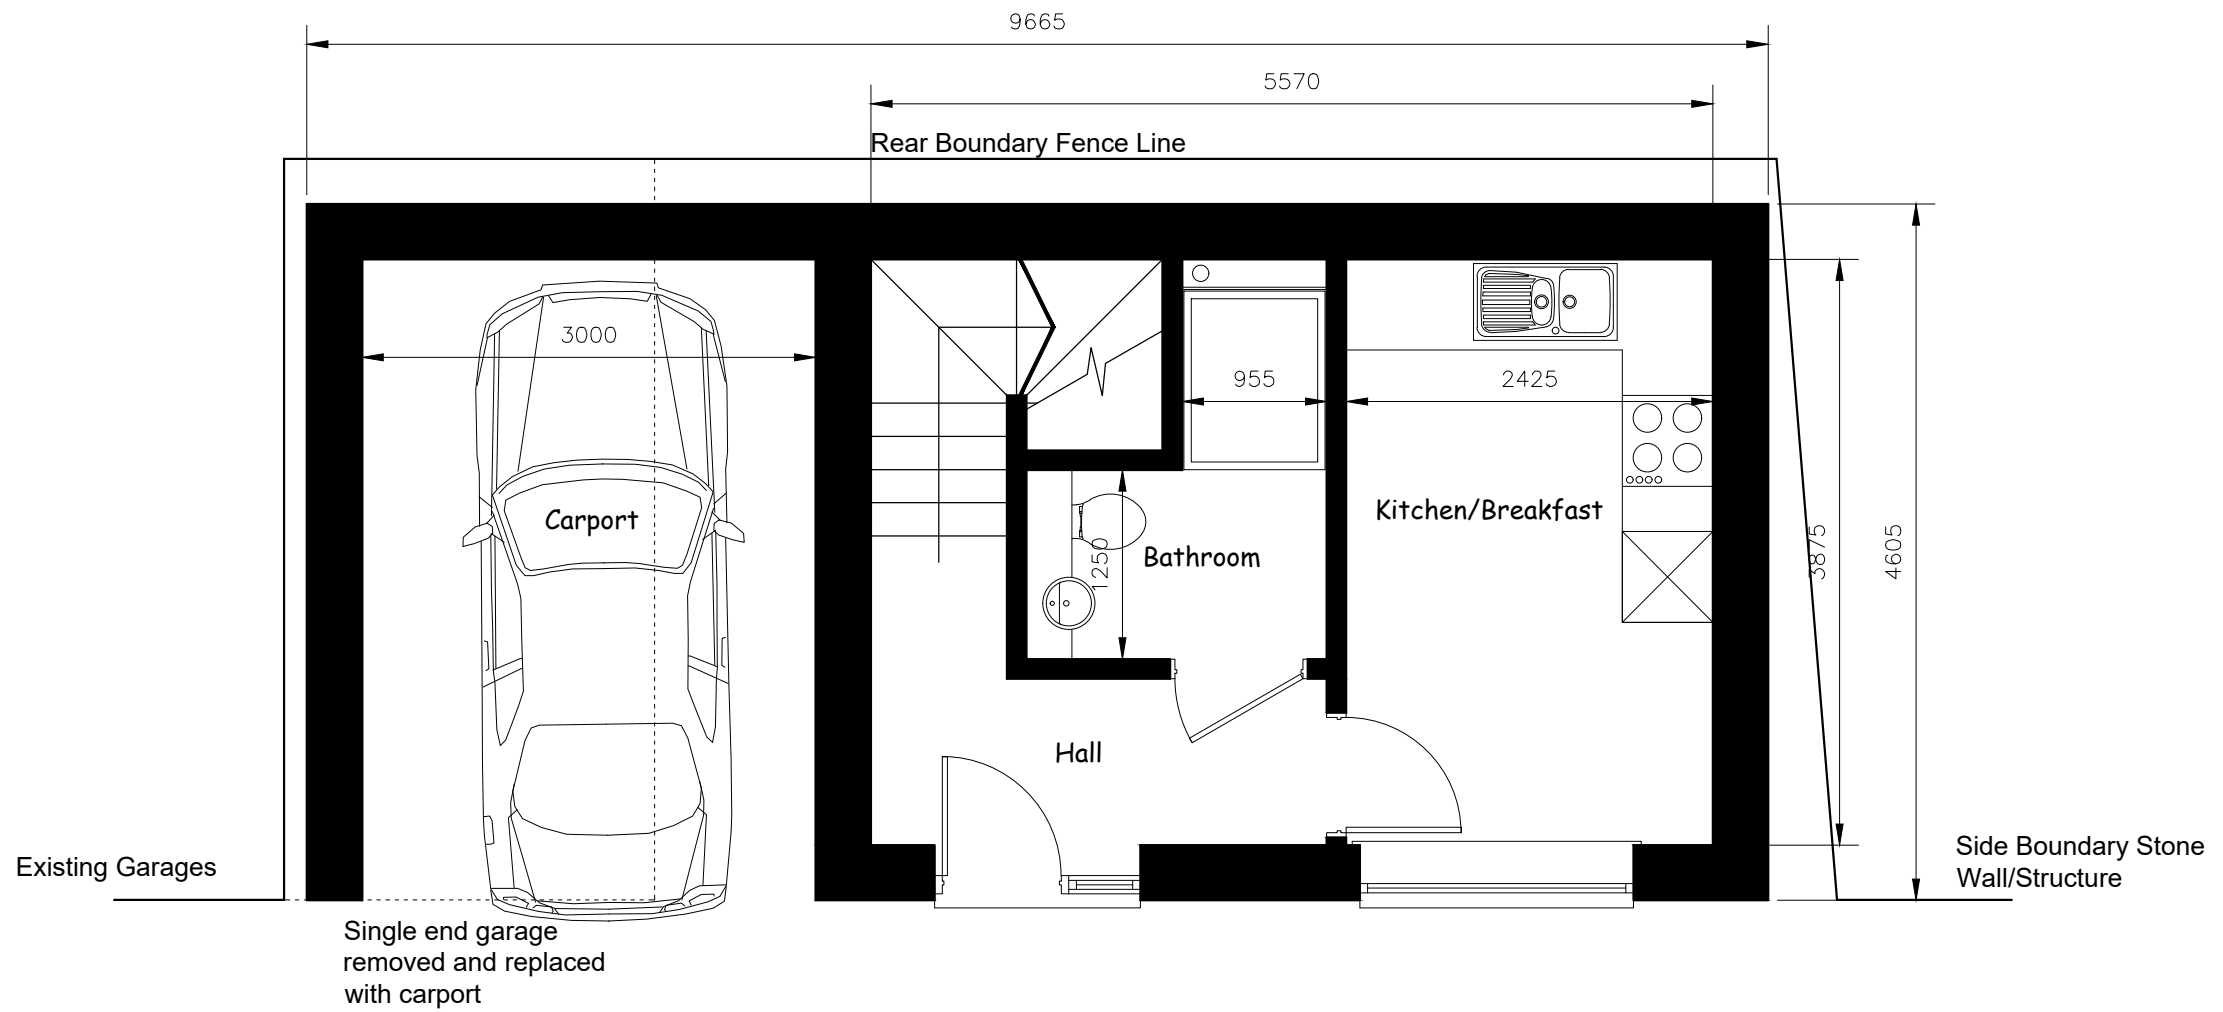 9665
5570
Rear Boundary Fence Line
3000
955
2425
Carport
Kitchen/Breakfast
1250
Bathroom
3875
4605
Hall
Existing Garages
Side Boundary Stone
Wall/Structure
Single end garage
removed and replaced
with carport